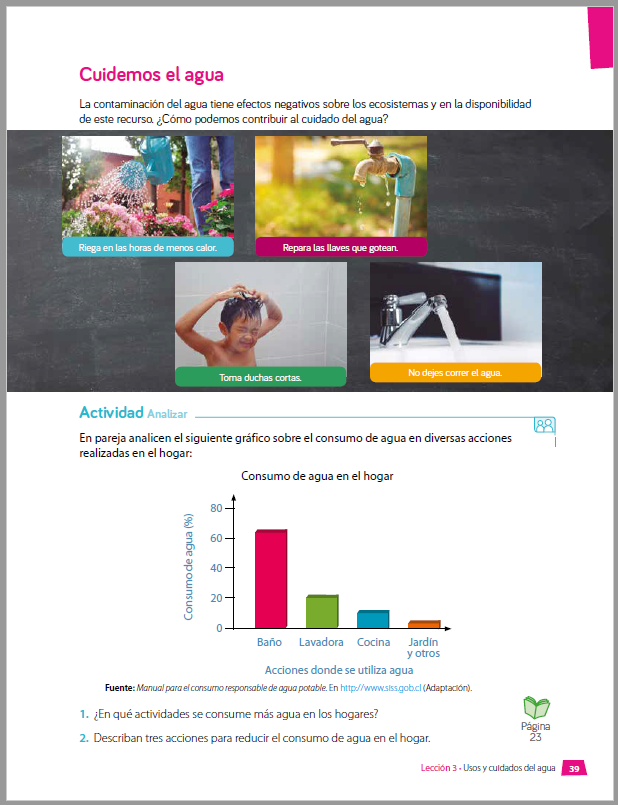 Cuidemos el agua
La contaminación del agua tiene efectos negativos sobre los ecosistemas y en la disponibilidad
de este recurso. ¿Cómo podemos contribuir al cuidado del agua?
Riega en las horas de menos calor.
Repara las llaves que gotean.
Toma duchas cortas.
No dejes correr el agua.
Actividad Analizar
En pareja analicen el siguiente gráfico sobre el consumo de agua en diversas acciones
realizadas en el hogar:
Consumo de agua en el hogar
Consumo de agua (%)
80
60
40
20
0
Baño
Lavadora
Cocina
Jardín
y otros
Acciones donde se utiliza agua
Fuente: Manual para el consumo responsable de agua potable. En http://www.siss.gob.cl (Adaptación).
1. ¿En qué actividades se consume más agua en los hogares?
2. Describan tres acciones para reducir el consumo de agua en el hogar.
Página
23
Lección 3 • Usos y cuidados del agua 39